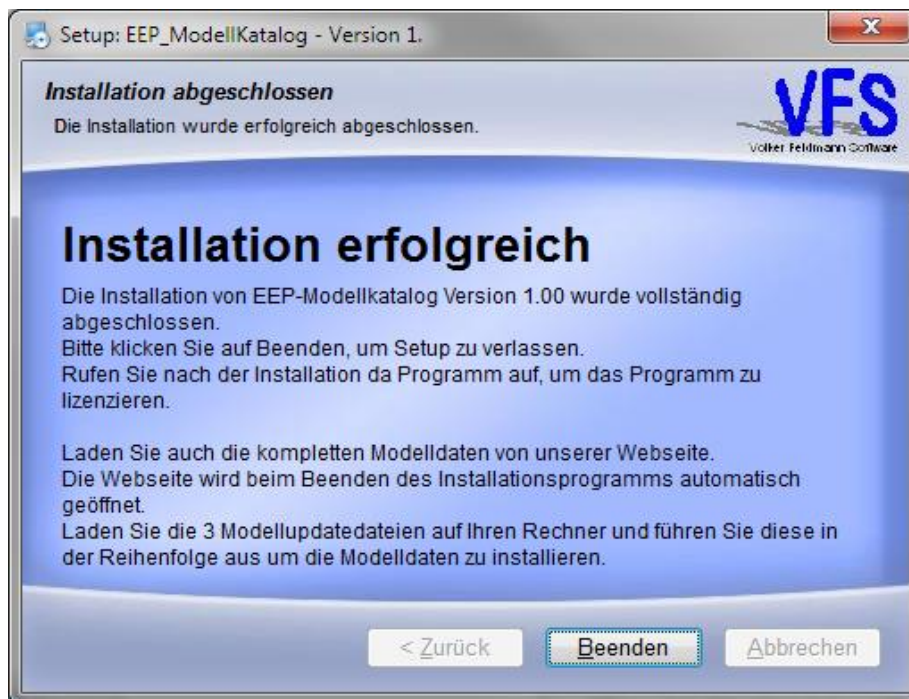 Setup: EEP_ModellKatalog - Version 1.
Installation abgeschlossen
Die Installation wurde erfolgreich abgeschlossen.
VFS
Volker Feldmann Software
Installation erfolgreich
Die Installation von EEP-Modellkatalog Version 1.00 wurde vollständig
abgeschlossen.
Bitte klicken Sie auf Beenden, um Setup zu verlassen.
Rufen Sie nach der Installation da Programm auf, um das Programm zu
lizenzieren.
Laden Sie auch die kompletten Modelldaten von unserer Webseite.
Die Webseite wird beim Beenden des Installationsprogramms automatisch
geöffnet.
Laden Sie die 3 Modellupdatedateien auf Ihren Rechner und führen Sie diese in
der Reihenfolge aus um die Modelldaten zu installieren.
< Zurück Beenden Abbrechen